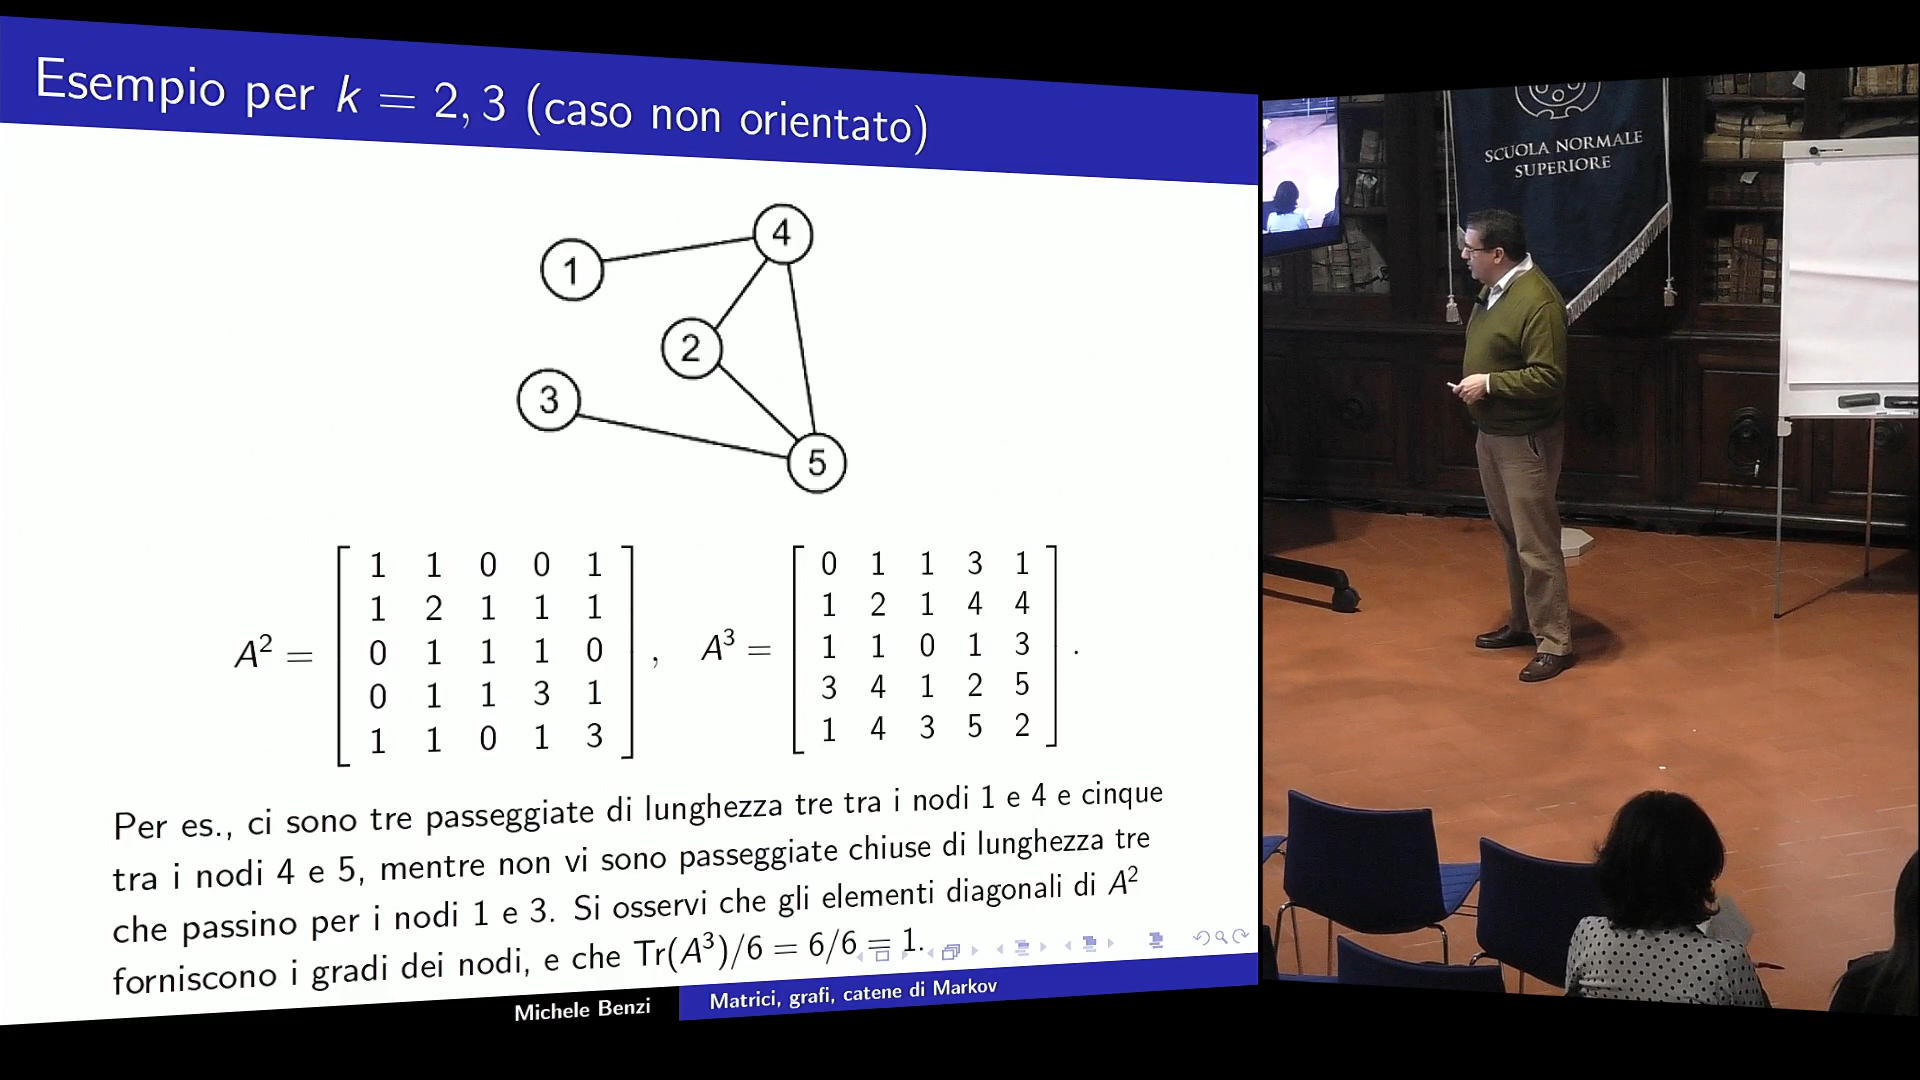 Esempio per k = 2, 3 (caso non orientato)
1
4
2
3
5
A² =
1 1 0 0 1
1 2 1 1 1
0 1 1 1 0
0 1 1 3 1
1 1 0 1 3
, A³ =
0 1 1 3 1
1 2 1 4 4
1 1 0 1 3
3 4 1 2 5
1 4 3 5 2
.
Per es., ci sono tre passeggiate di lunghezza tre tra i nodi 1 e 4 e cinque
tra i nodi 4 e 5, mentre non vi sono passeggiate chiuse di lunghezza tre
che passino per i nodi 1 e 3. Si osservi che gli elementi diagonali di A²
forniscono i gradi dei nodi, e che Tr(A³)/6 = 6/6 = 1.
Michele Benzi
Matrici, grafi, catene di Markov
SCUOLA NORMALE
SUPERIORE